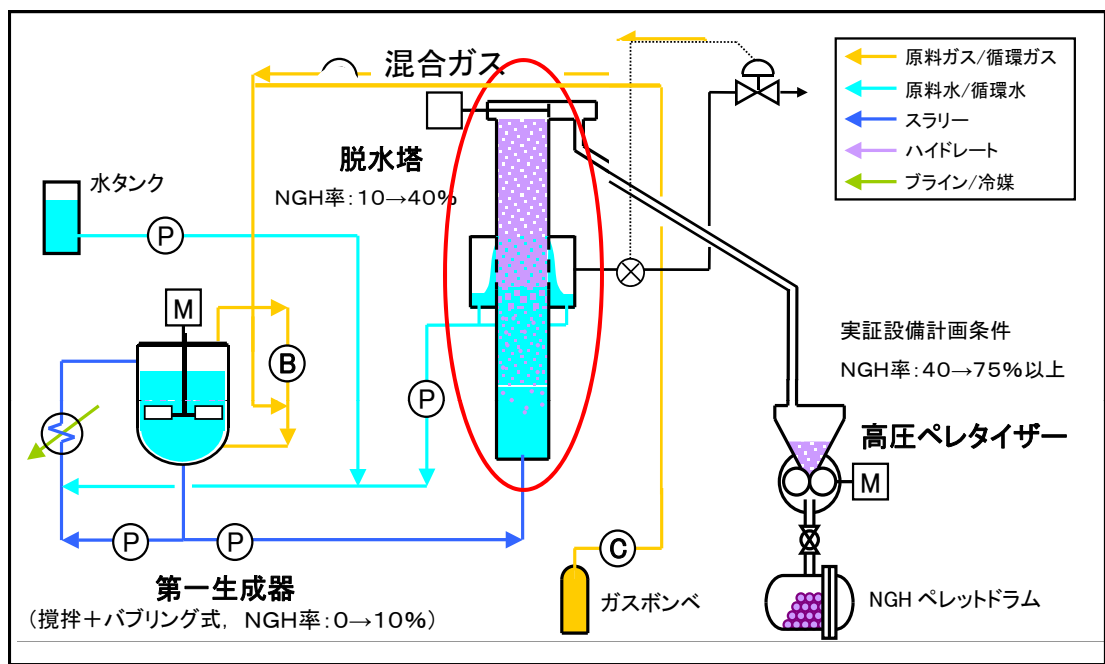 混合ガス
原料ガス/循環ガス
原料水/循環水
スラリー
ハイドレート
ブライン/冷媒
脱水塔
NGH率：10→40%
水タンク
P
M
B
P
実証設備計画条件
NGH率：40→75%以上
高圧ペレタイザー
M
P
P
C
第一生成器
（撹拌＋バブリング式，NGH率：0→10%）
ガスボンベ
NGH ペレットドラム